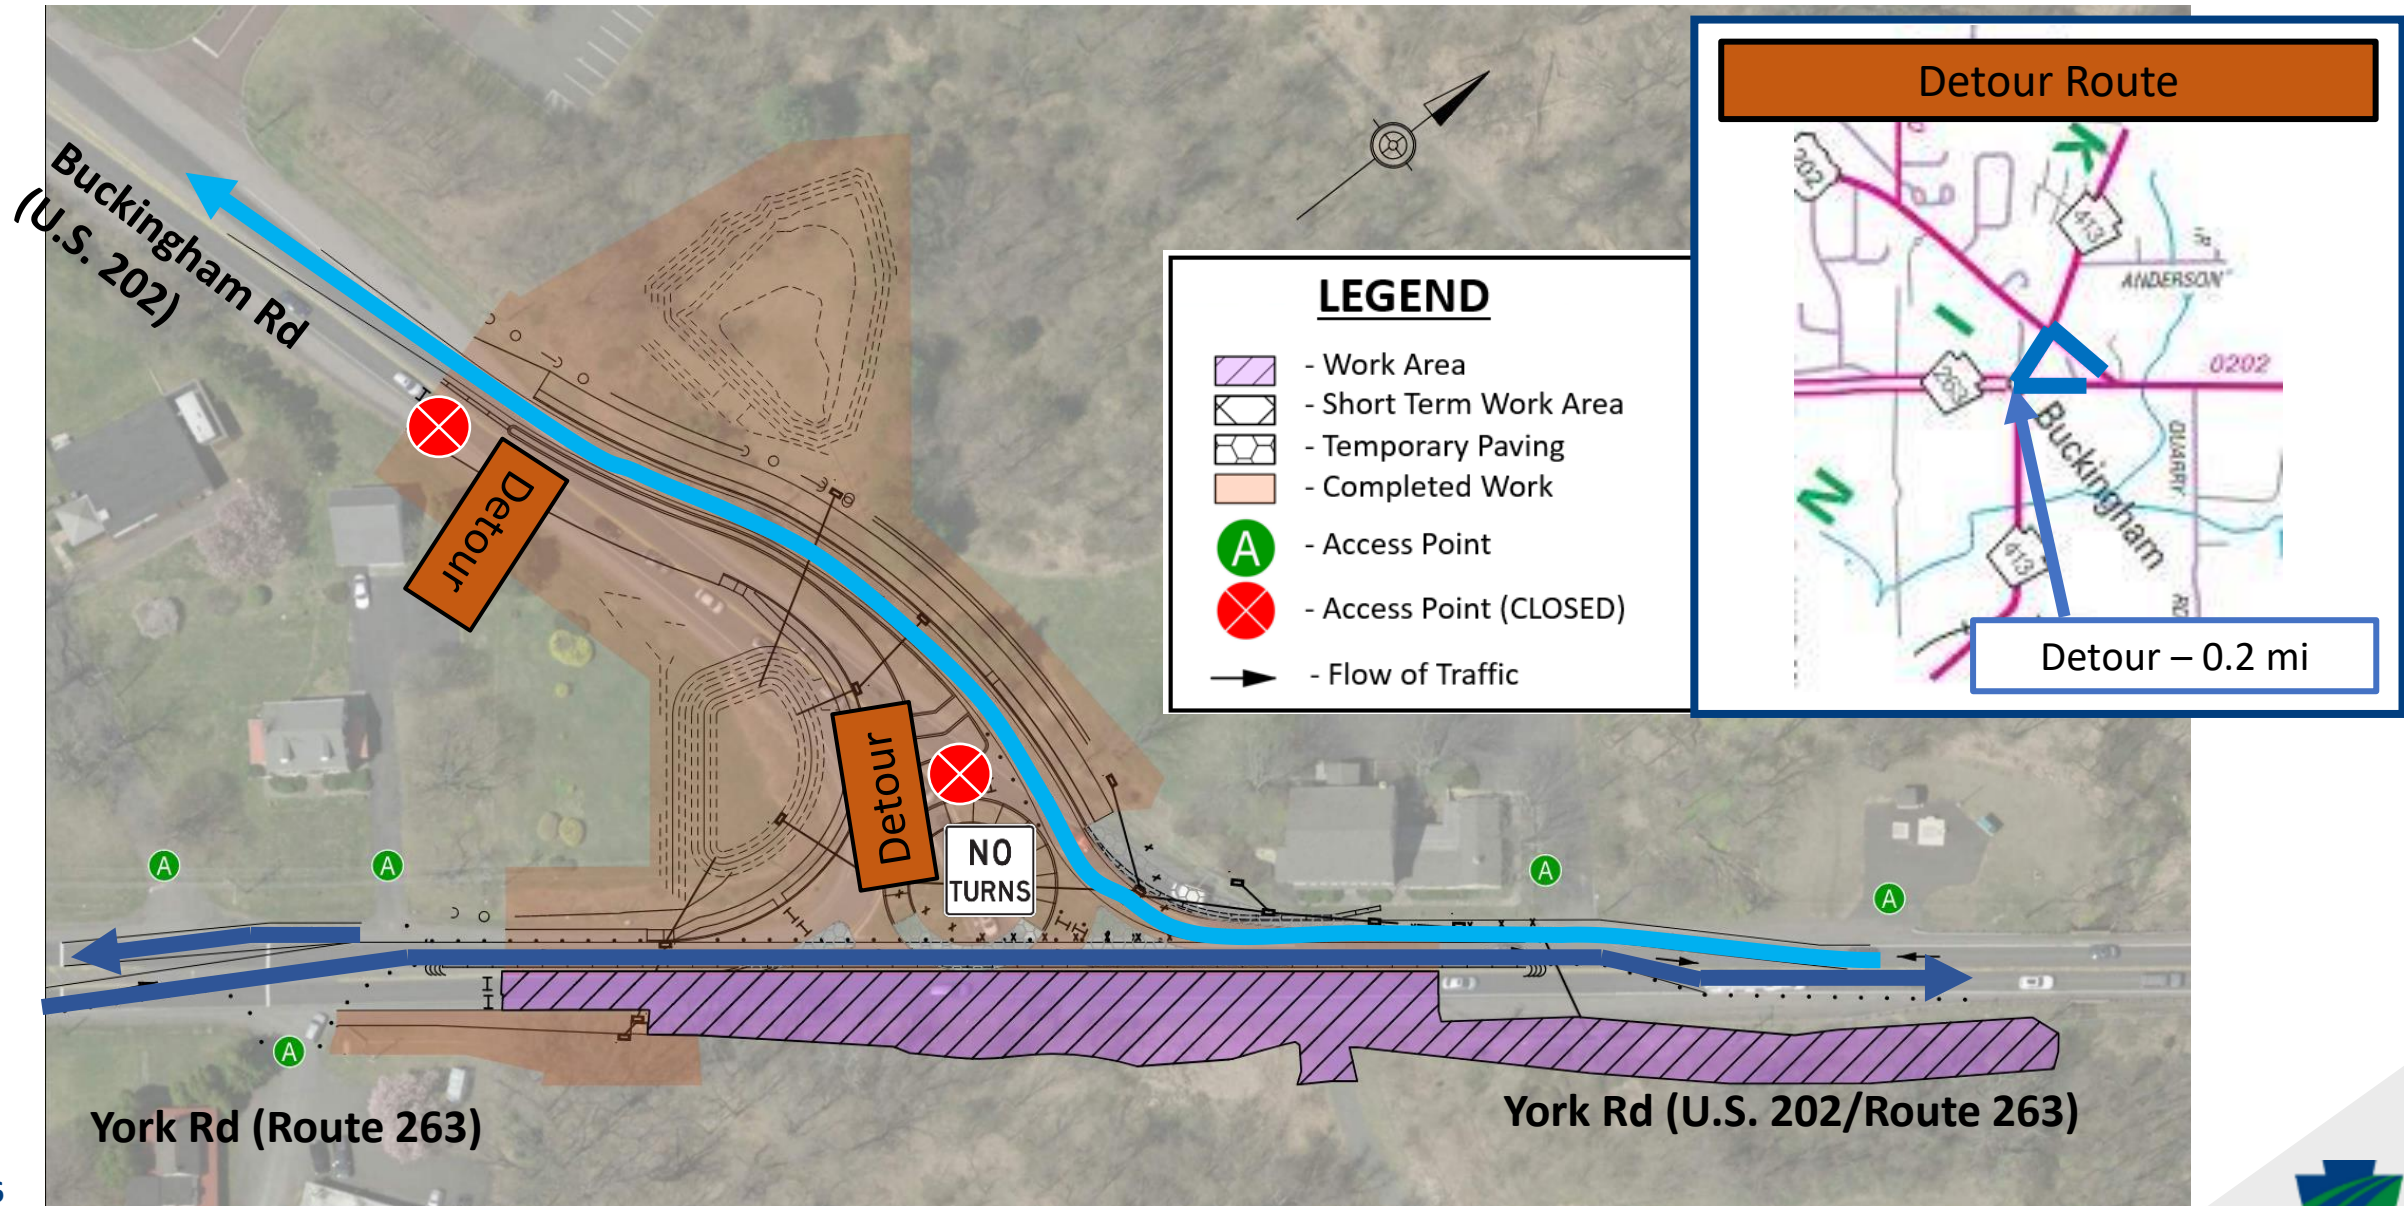 Buckingham Rd
(U.S. 202)
Detour
Detour
NO
TURNS
A
A
A
A
A
York Rd (Route 263)
York Rd (U.S. 202/Route 263)
LEGEND
- Work Area
- Short Term Work Area
- Temporary Paving
- Completed Work
A - Access Point
- Access Point (CLOSED)
- Flow of Traffic
Detour Route
202
K
413
ANDERSON
I
0202
263
Buckingham
QUARRY
RD
N
413
Detour – 0.2 mi